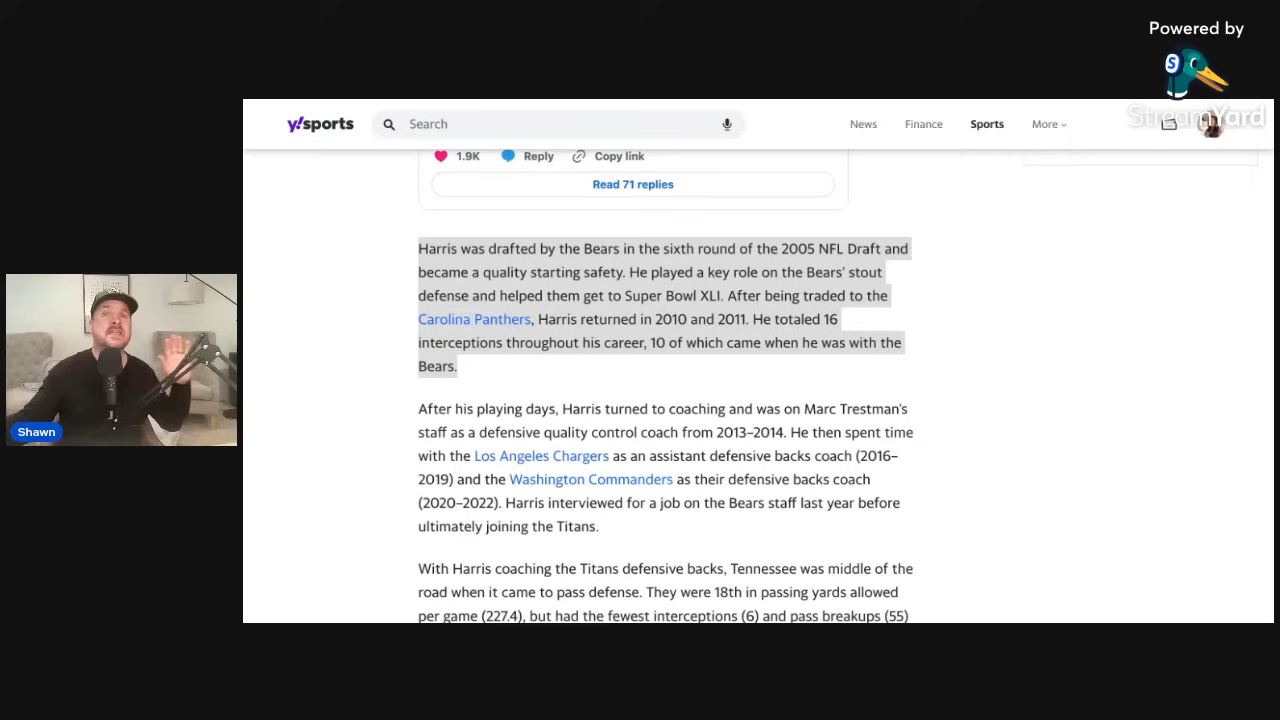 Powered by
S
StreamYard
y!sports
Search
News
Finance
Sports
More
1.9K
Reply
Copy link
Read 71 replies
Harris was drafted by the Bears in the sixth round of the 2005 NFL Draft and
became a quality starting safety. He played a key role on the Bears' stout
defense and helped them get to Super Bowl XLI. After being traded to the
Carolina Panthers, Harris returned in 2010 and 2011. He totaled 16
interceptions throughout his career, 10 of which came when he was with the
Bears.
After his playing days, Harris turned to coaching and was on Marc Trestman's
staff as a defensive quality control coach from 2013–2014. He then spent time
with the Los Angeles Chargers as an assistant defensive backs coach (2016–
2019) and the Washington Commanders as their defensive backs coach
(2020–2022). Harris interviewed for a job on the Bears staff last year before
ultimately joining the Titans.
With Harris coaching the Titans defensive backs, Tennessee was middle of the
road when it came to pass defense. They were 18th in passing yards allowed
per game (227.4), but had the fewest interceptions (6) and pass breakups (55)
Shawn